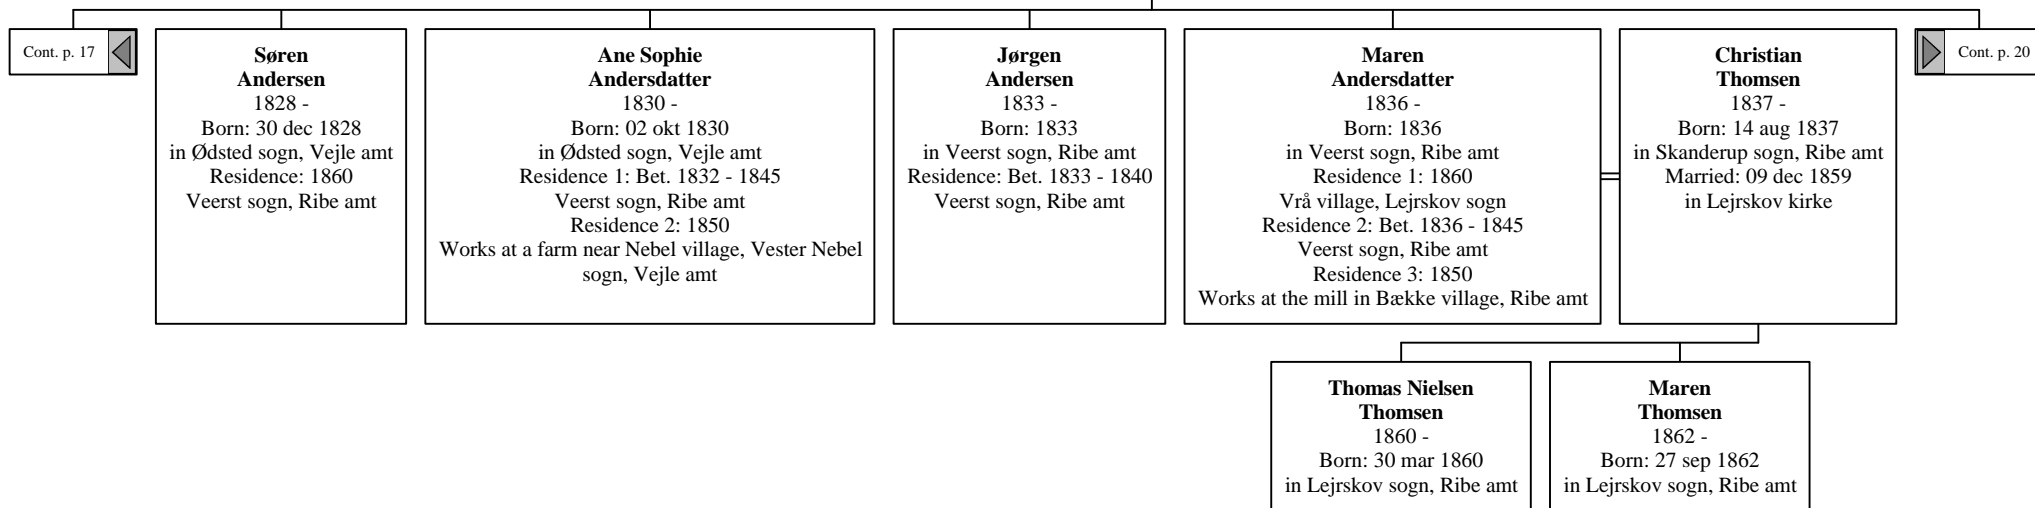 Cont. p. 17
Søren
Andersen
1828 -
Born: 30 dec 1828
in Ødsted sogn, Vejle amt
Residence: 1860
Veerst sogn, Ribe amt
Ane Sophie
Andersdatter
1830 -
Born: 02 okt 1830
in Ødsted sogn, Vejle amt
Residence 1: Bet. 1832 - 1845
Veerst sogn, Ribe amt
Residence 2: 1850
Works at a farm near Nebel village, Vester Nebel
sogn, Vejle amt
Jørgen
Andersen
1833 -
Born: 1833
in Veerst sogn, Ribe amt
Residence: Bet. 1833 - 1840
Veerst sogn, Ribe amt
Maren
Andersdatter
1836 -
Born: 1836
in Veerst sogn, Ribe amt
Residence 1: 1860
Vrå village, Lejrskov sogn
Residence 2: Bet. 1836 - 1845
Veerst sogn, Ribe amt
Residence 3: 1850
Works at the mill in Bække village, Ribe amt
Christian
Thomsen
1837 -
Born: 14 aug 1837
in Skanderup sogn, Ribe amt
Married: 09 dec 1859
in Lejrskov kirke
Cont. p. 20
Thomas Nielsen
Thomsen
1860 -
Born: 30 mar 1860
in Lejrskov sogn, Ribe amt
Maren
Thomsen
1862 -
Born: 27 sep 1862
in Lejrskov sogn, Ribe amt